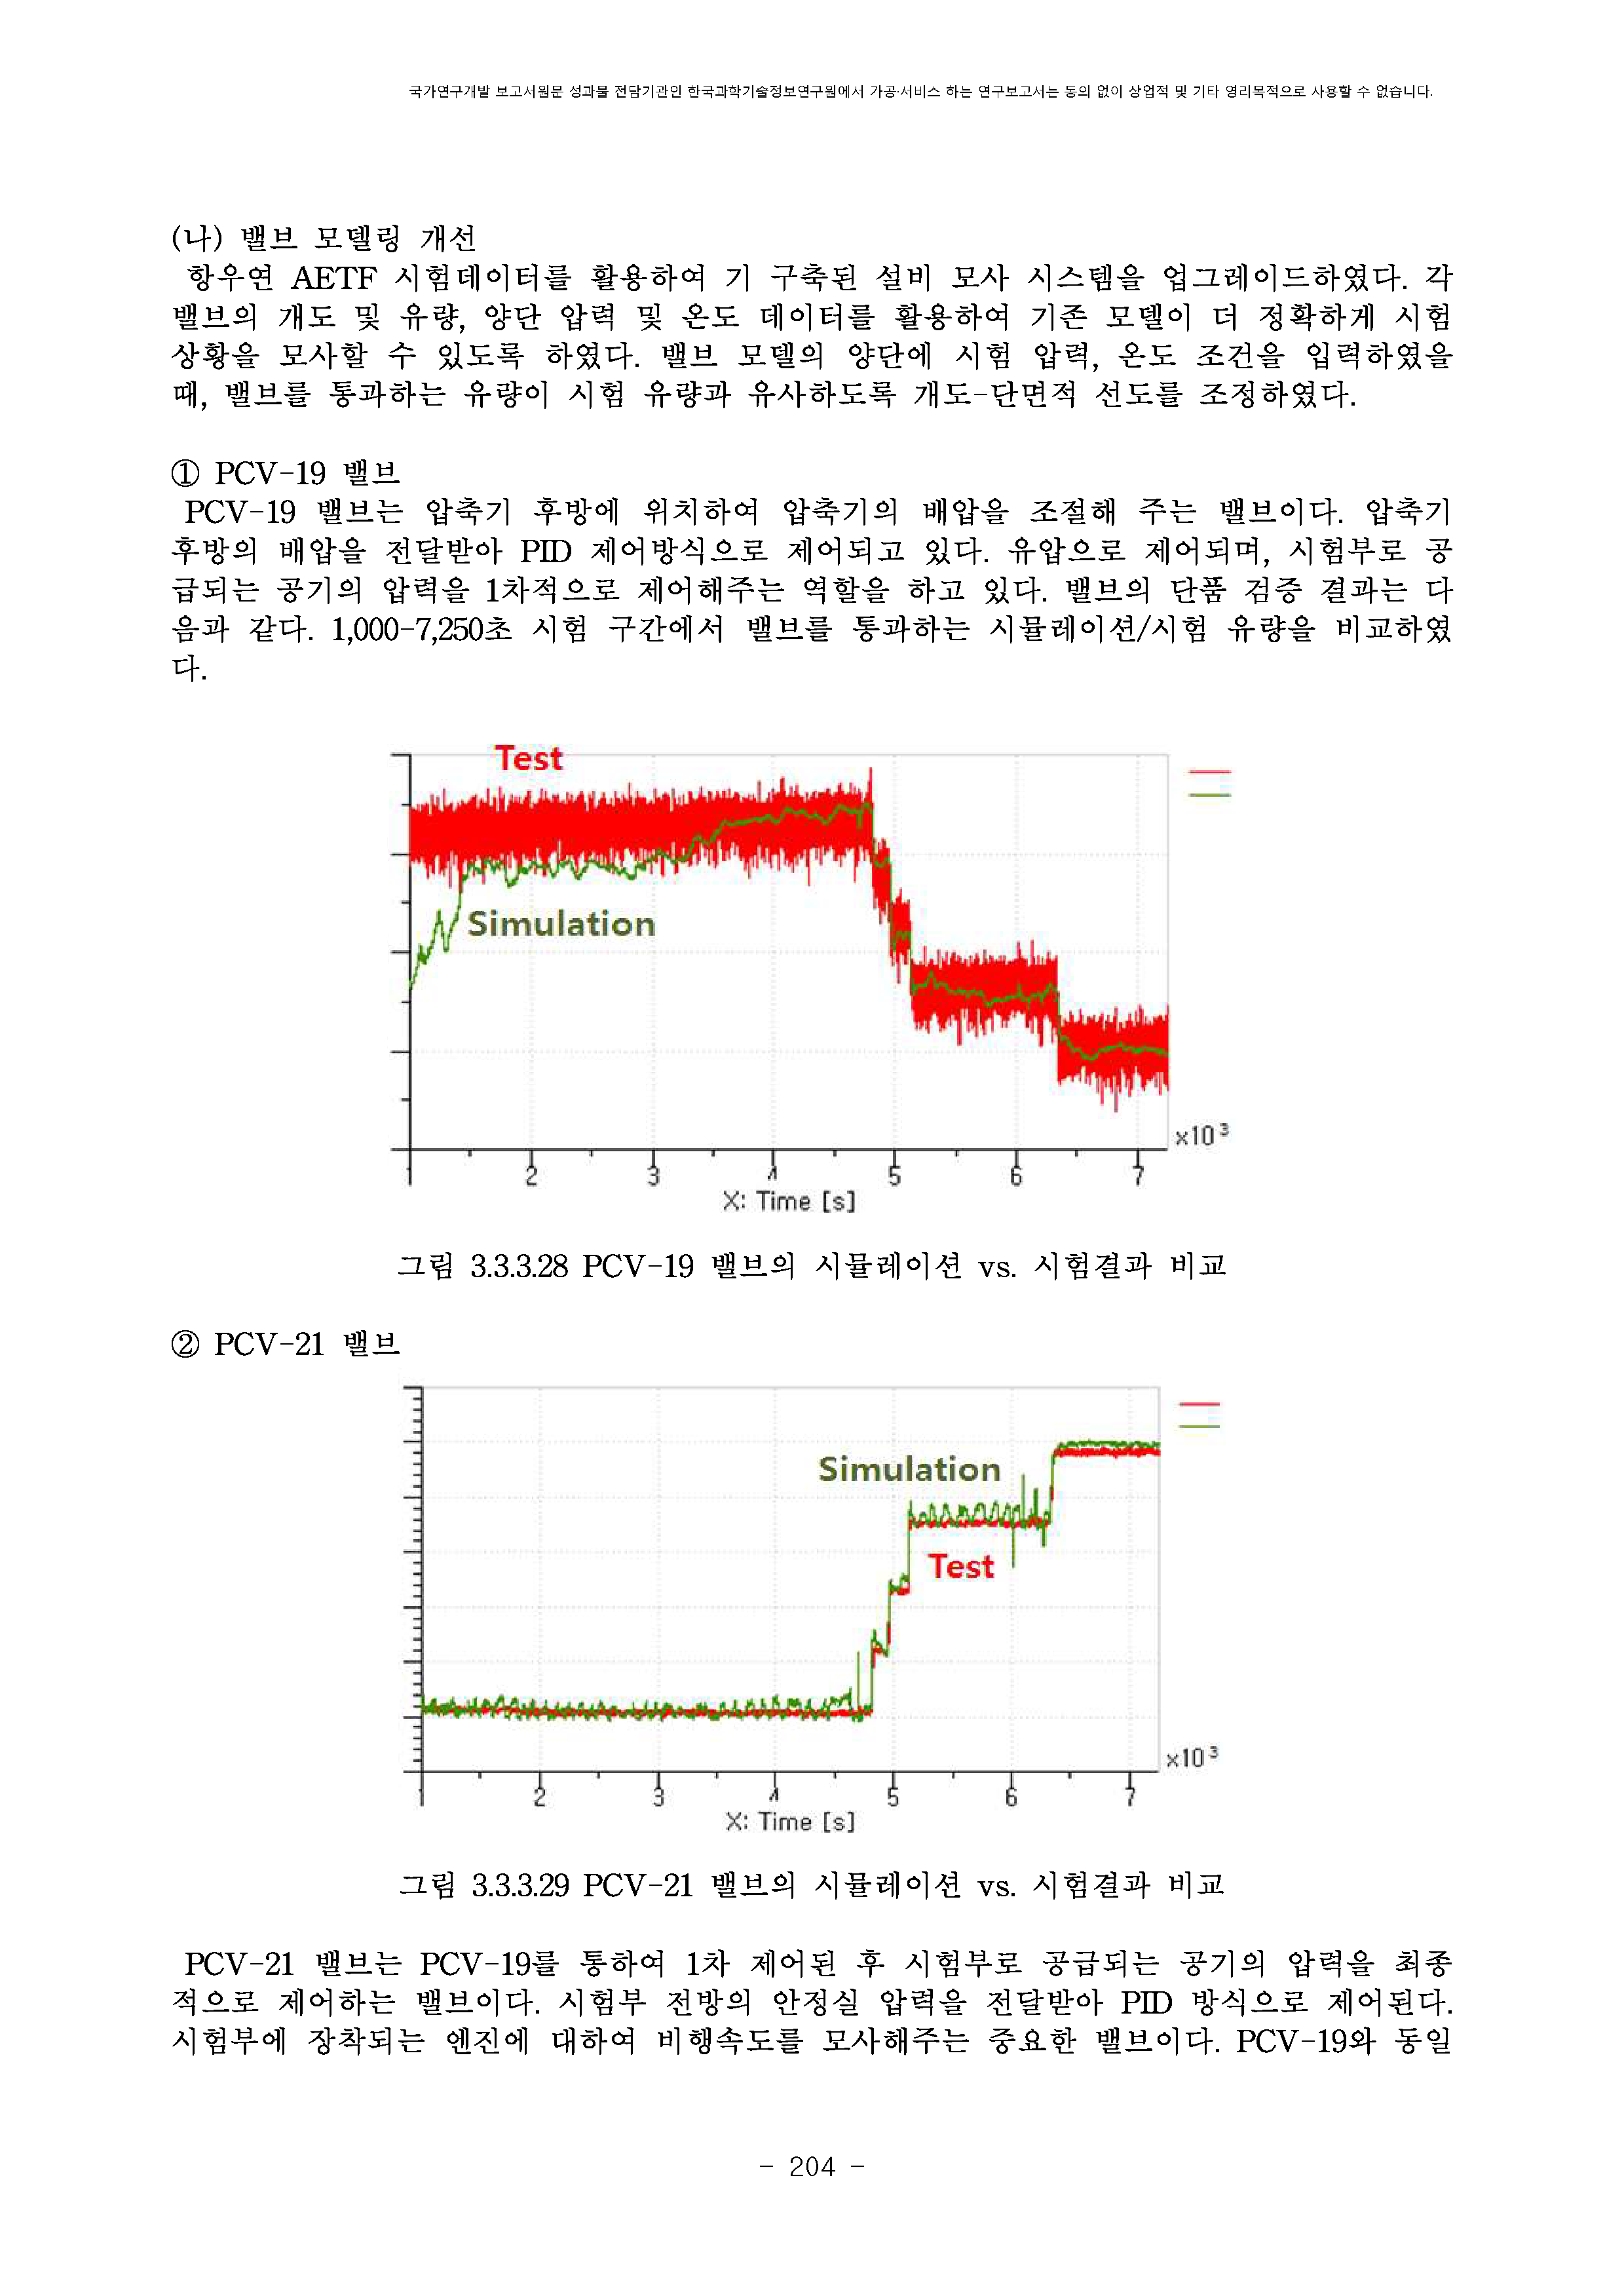 국가연구개발 보고서원문 성과물 전담기관인 한국과학기술정보연구원에서 가공·서비스 하는 연구보고서는 동의 없이 상업적 및 기타 영리목적으로 사용할 수 없습니다.
(나) 밸브 모델링 개선
항우연 AETF 시험데이터를 활용하여 기 구축된 설비 모사 시스템을 업그레이드하였다. 각
밸브의 개도 및 유량, 양단 압력 및 온도 데이터를 활용하여 기존 모델이 더 정확하게 시험
상황을 모사할 수 있도록 하였다. 밸브 모델의 양단에 시험 압력, 온도 조건을 입력하였을
때, 밸브를 통과하는 유량이 시험 유량과 유사하도록 개도-단면적 선도를 조정하였다.
① PCV-19 밸브
PCV-19 밸브는 압축기 후방에 위치하여 압축기의 배압을 조절해 주는 밸브이다. 압축기
후방의 배압을 전달받아 PID 제어방식으로 제어되고 있다. 유압으로 제어되며, 시험부로 공
급되는 공기의 압력을 1차적으로 제어해주는 역할을 하고 있다. 밸브의 단품 검증 결과는 다
음과 같다. 1,000-7,250초 시험 구간에서 밸브를 통과하는 시뮬레이션/시험 유량을 비교하였
다.
Test
Simulation
x10³
1 2 3 4 5 6 7
X: Time [s]
그림 3.3.3.28 PCV-19 밸브의 시뮬레이션 vs. 시험결과 비교
② PCV-21 밸브
Simulation
Test
x10³
1 2 3 4 5 6 7
X: Time [s]
그림 3.3.3.29 PCV-21 밸브의 시뮬레이션 vs. 시험결과 비교
PCV-21 밸브는 PCV-19를 통하여 1차 제어된 후 시험부로 공급되는 공기의 압력을 최종
적으로 제어하는 밸브이다. 시험부 전방의 안정실 압력을 전달받아 PID 방식으로 제어된다.
시험부에 장착되는 엔진에 대하여 비행속도를 모사해주는 중요한 밸브이다. PCV-19와 동일
- 204 -